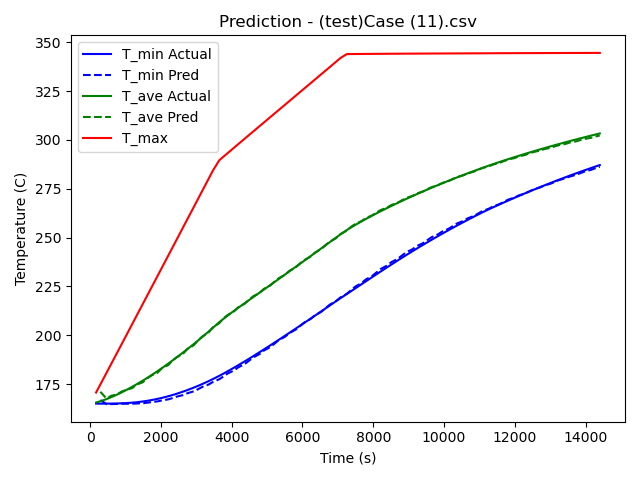 Prediction - (test)Case (11).csv
350
325
300
275
250
225
200
175
Temperature (C)
T_min Actual
T_min Pred
T_ave Actual
T_ave Pred
T_max
0 2000 4000 6000 8000 10000 12000 14000
Time (s)